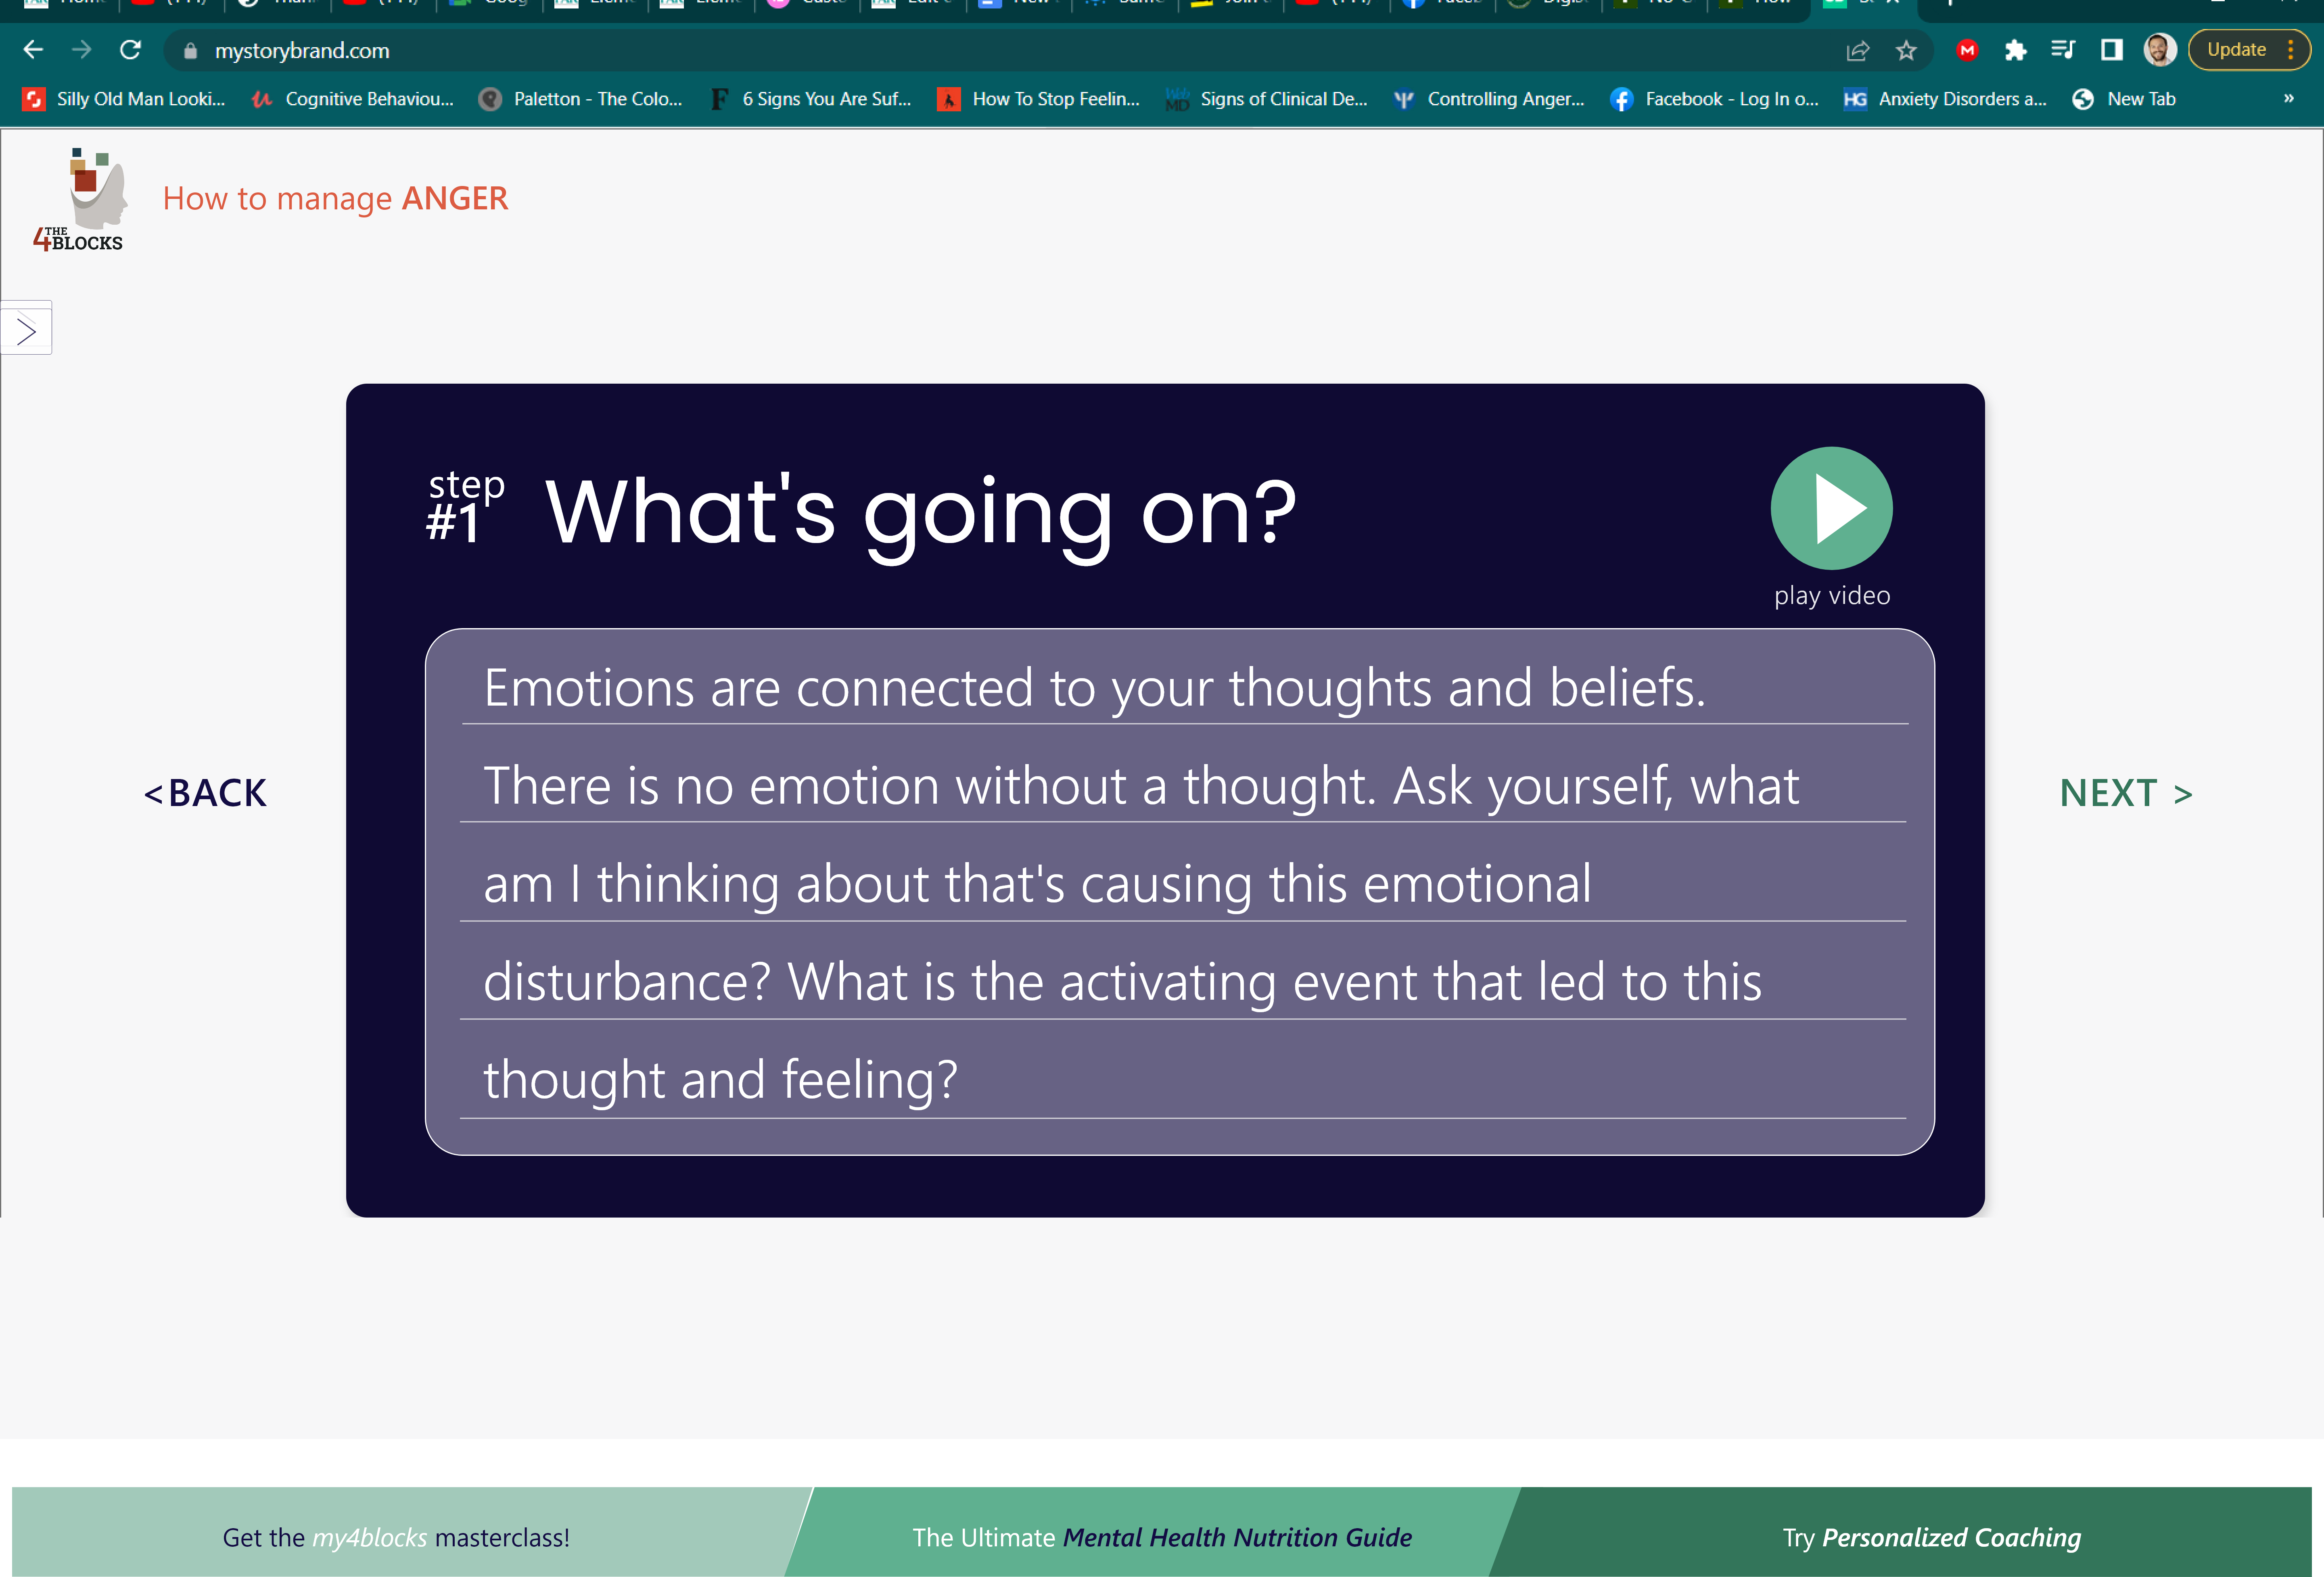 mystorybrand.com
Update
Silly Old Man Looki...
Cognitive Behaviou...
Paletton - The Colo...
6 Signs You Are Suf...
How To Stop Feelin...
Signs of Clinical De...
Controlling Anger...
Facebook - Log In o...
Anxiety Disorders a...
New Tab
»
4 THE BLOCKS
How to manage ANGER
step
#1
What's going on?
play video
Emotions are connected to your thoughts and beliefs.
There is no emotion without a thought. Ask yourself, what
am I thinking about that's causing this emotional
disturbance? What is the activating event that led to this
thought and feeling?
<BACK
NEXT >
Get the my4blocks masterclass!
The Ultimate Mental Health Nutrition Guide
Try Personalized Coaching